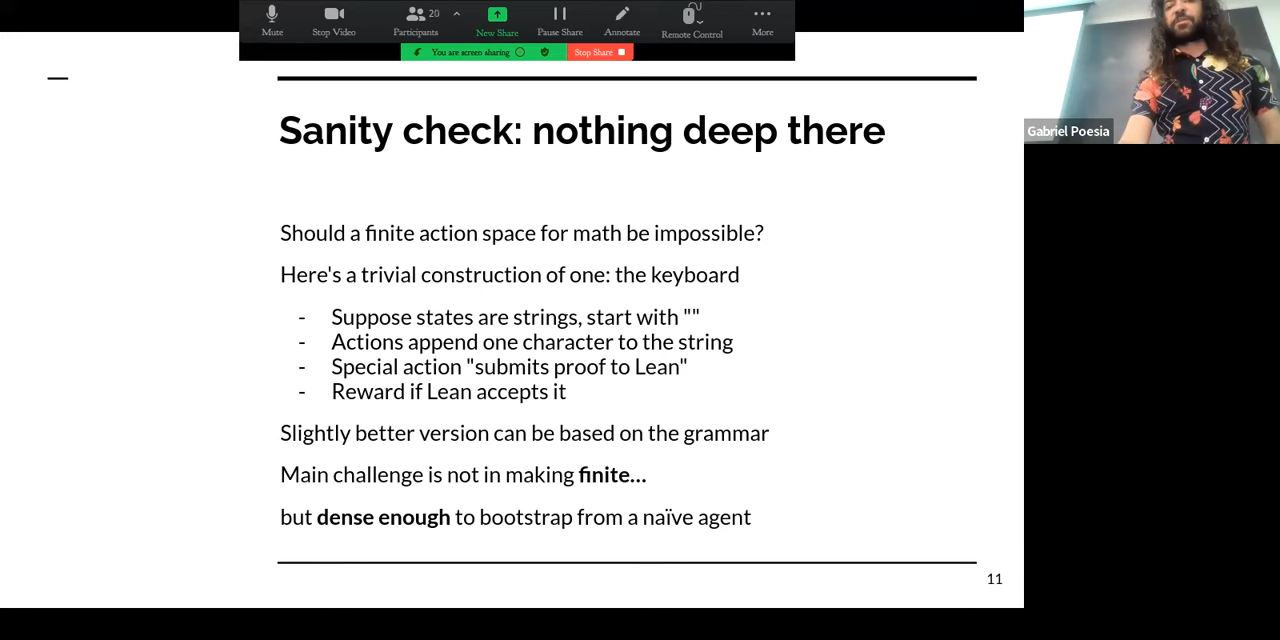 Mute
Stop Video
Participants
20
New Share
Pause Share
Annotate
Remote Control
More
You are screen sharing
Stop Share
Gabriel Poesia
Sanity check: nothing deep there
Should a finite action space for math be impossible?
Here's a trivial construction of one: the keyboard
- Suppose states are strings, start with ""
- Actions append one character to the string
- Special action "submits proof to Lean"
- Reward if Lean accepts it
Slightly better version can be based on the grammar
Main challenge is not in making finite...
but dense enough to bootstrap from a naïve agent
11